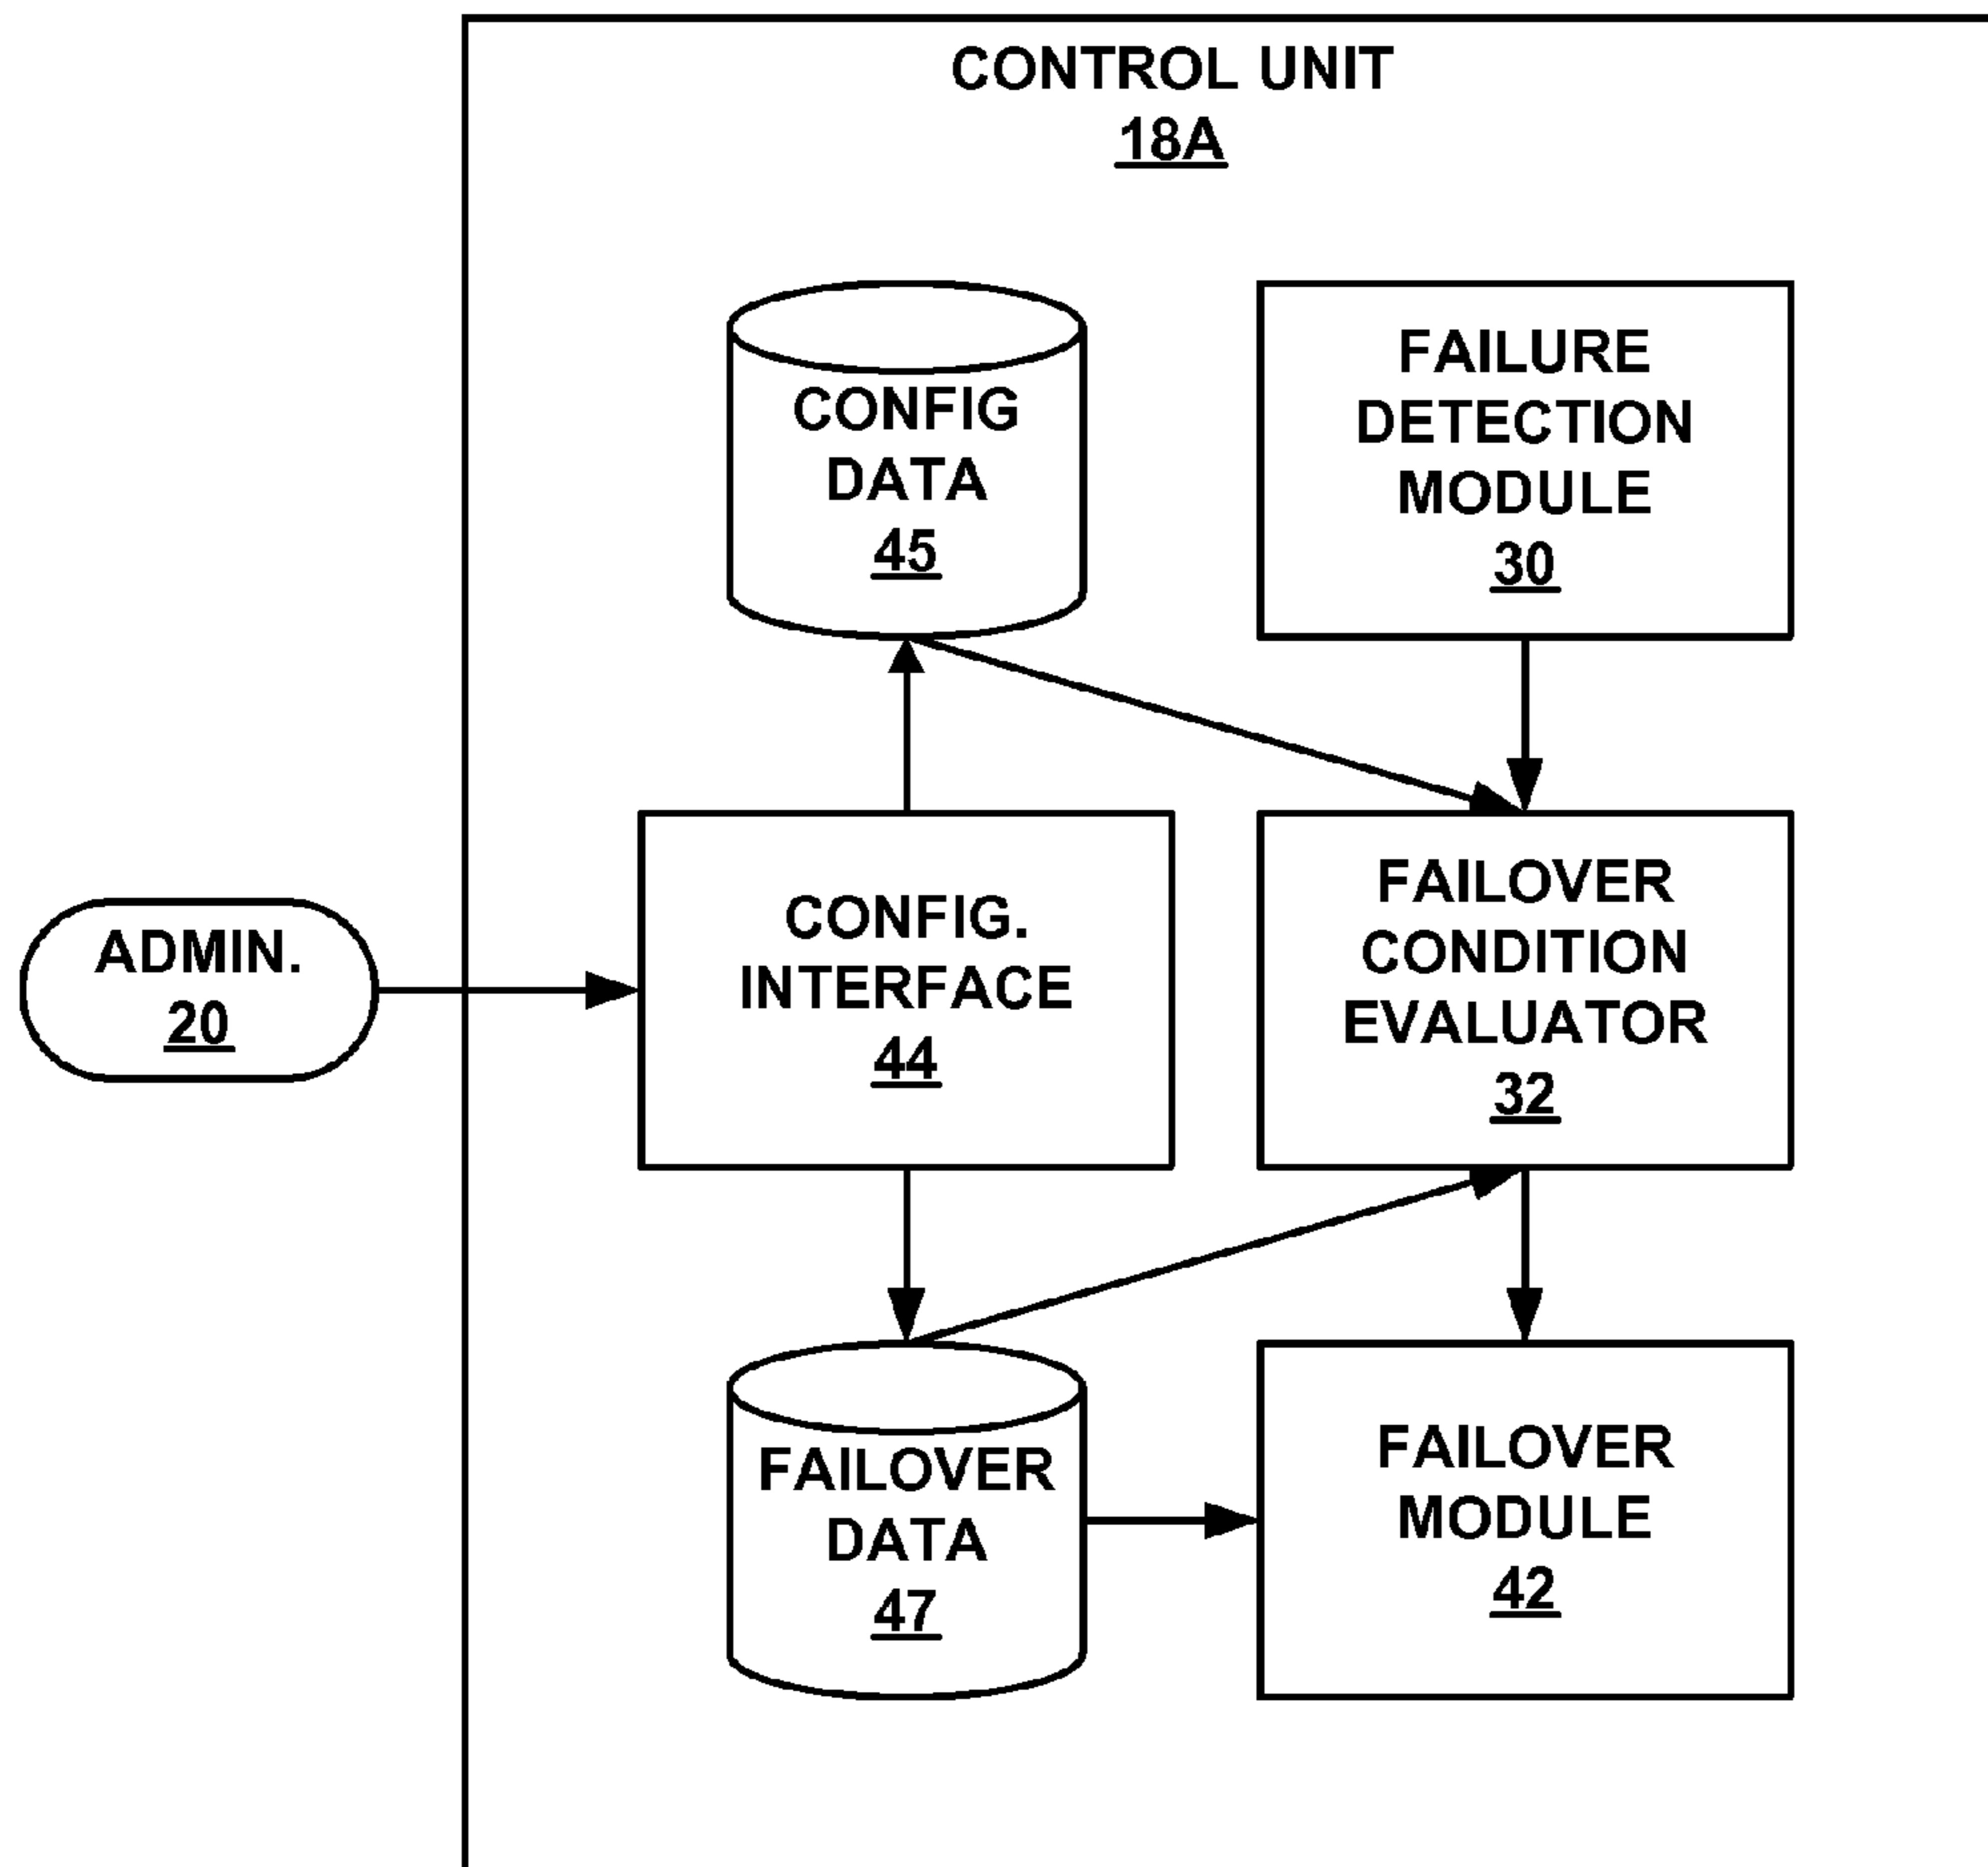 CONTROL UNIT
18A
CONFIG
DATA
45
FAILURE
DETECTION
MODULE
30
ADMIN.
20
CONFIG.
INTERFACE
44
FAILOVER
CONDITION
EVALUATOR
32
FAILOVER
DATA
47
FAILOVER
MODULE
42